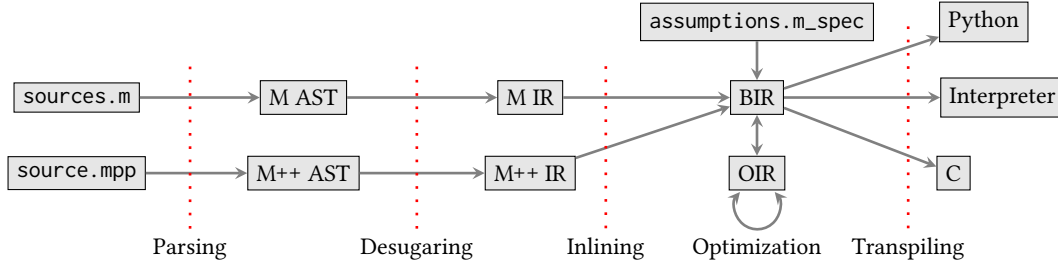 assumptions.m_spec
Python
sources.m
M AST
M IR
BIR
Interpreter
source.mpp
M++ AST
M++ IR
OIR
C
Parsing
Desugaring
Inlining
Optimization
Transpiling